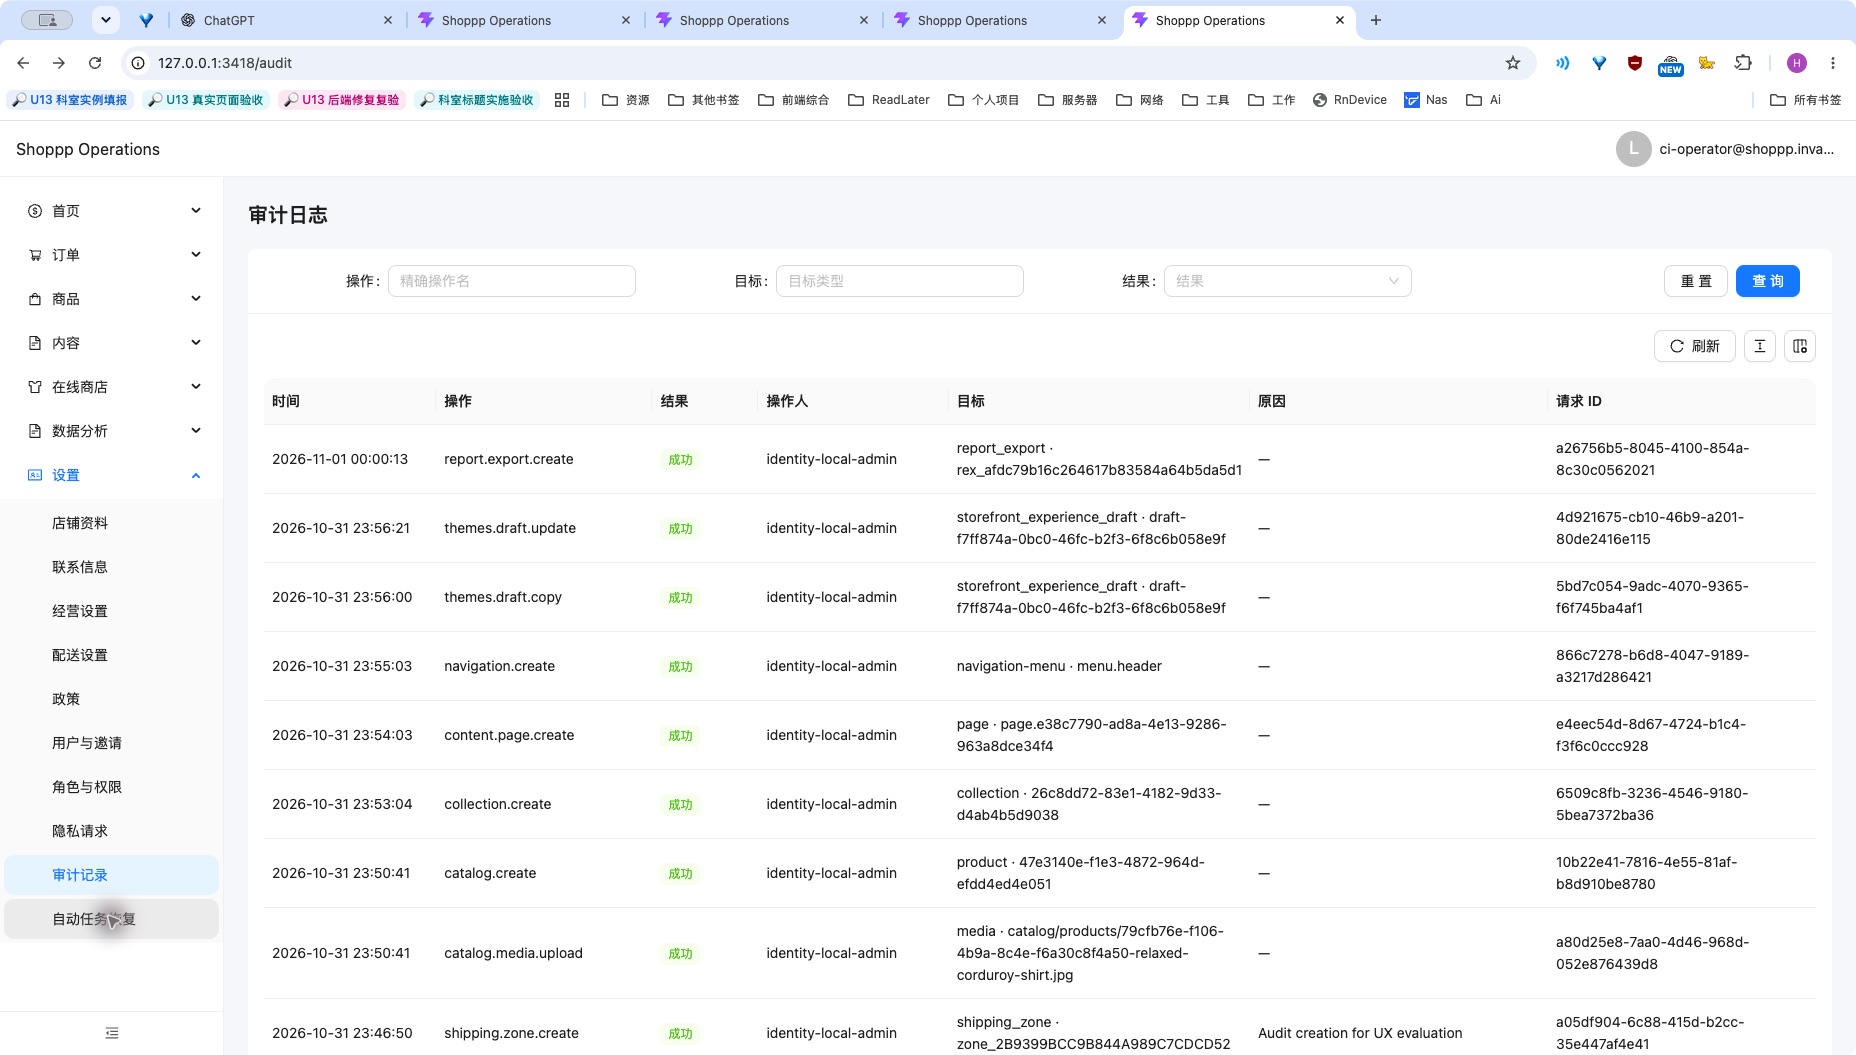 ChatGPT
Shoppp Operations
Shoppp Operations
Shoppp Operations
Shoppp Operations
127.0.0.1:3418/audit
NEW
H
U13 科室实例填报
U13 真实页面验收
U13 后端修复复验
科室标题实施验收
资源
其他书签
前端综合
ReadLater
个人项目
服务器
网络
工具
工作
RnDevice
Nas
Ai
所有书签
Shoppp Operations
L
ci-operator@shoppp.inva...
首页
订单
商品
内容
在线商店
数据分析
设置
店铺资料
联系信息
经营设置
配送设置
政策
用户与邀请
角色与权限
隐私请求
审计记录
自动任务恢复
审计日志
操作: 精确操作名
目标: 目标类型
结果: 结果
重 置
查 询
刷新
时间 操作 结果 操作人 目标 原因 请求 ID
2026-11-01 00:00:13 report.export.create 成功 identity-local-admin report_export · — a26756b5-8045-4100-854a-
rex_afdc79b16c264617b83584a64b5da5d1 8c30c0562021
2026-10-31 23:56:21 themes.draft.update 成功 identity-local-admin storefront_experience_draft · draft- — 4d921675-cb10-46b9-a201-
f7ff874a-0bc0-46fc-b2f3-6f8c6b058e9f 80de2416e115
2026-10-31 23:56:00 themes.draft.copy 成功 identity-local-admin storefront_experience_draft · draft- — 5bd7c054-9adc-4070-9365-
f7ff874a-0bc0-46fc-b2f3-6f8c6b058e9f f6f745ba4af1
2026-10-31 23:55:03 navigation.create 成功 identity-local-admin navigation-menu · menu.header — 866c7278-b6d8-4047-9189-
a3217d286421
2026-10-31 23:54:03 content.page.create 成功 identity-local-admin page · page.e38c7790-ad8a-4e13-9286- — e4eec54d-8d67-4724-b1c4-
963a8dce34f4 f3f6c0ccc928
2026-10-31 23:53:04 collection.create 成功 identity-local-admin collection · 26c8dd72-83e1-4182-9d33- — 6509c8fb-3236-4546-9180-
d4ab4b5d9038 5bea7372ba36
2026-10-31 23:50:41 catalog.create 成功 identity-local-admin product · 47e3140e-f1e3-4872-964d- — 10b22e41-7816-4e55-81af-
efdd4ed4e051 b8d910be8780
2026-10-31 23:50:41 catalog.media.upload 成功 identity-local-admin media · catalog/products/79cfb76e-f106- — a80d25e8-7aa0-4d46-968d-
4b9a-8c4e-f6a30c8f4a50-relaxed- 052e876439d8
corduroy-shirt.jpg
2026-10-31 23:46:50 shipping.zone.create 成功 identity-local-admin shipping_zone · Audit creation for UX evaluation a05df904-6c88-415d-b2cc-
zone_2B9399BCC9B844A989C7CDCD52 35e447af4e41